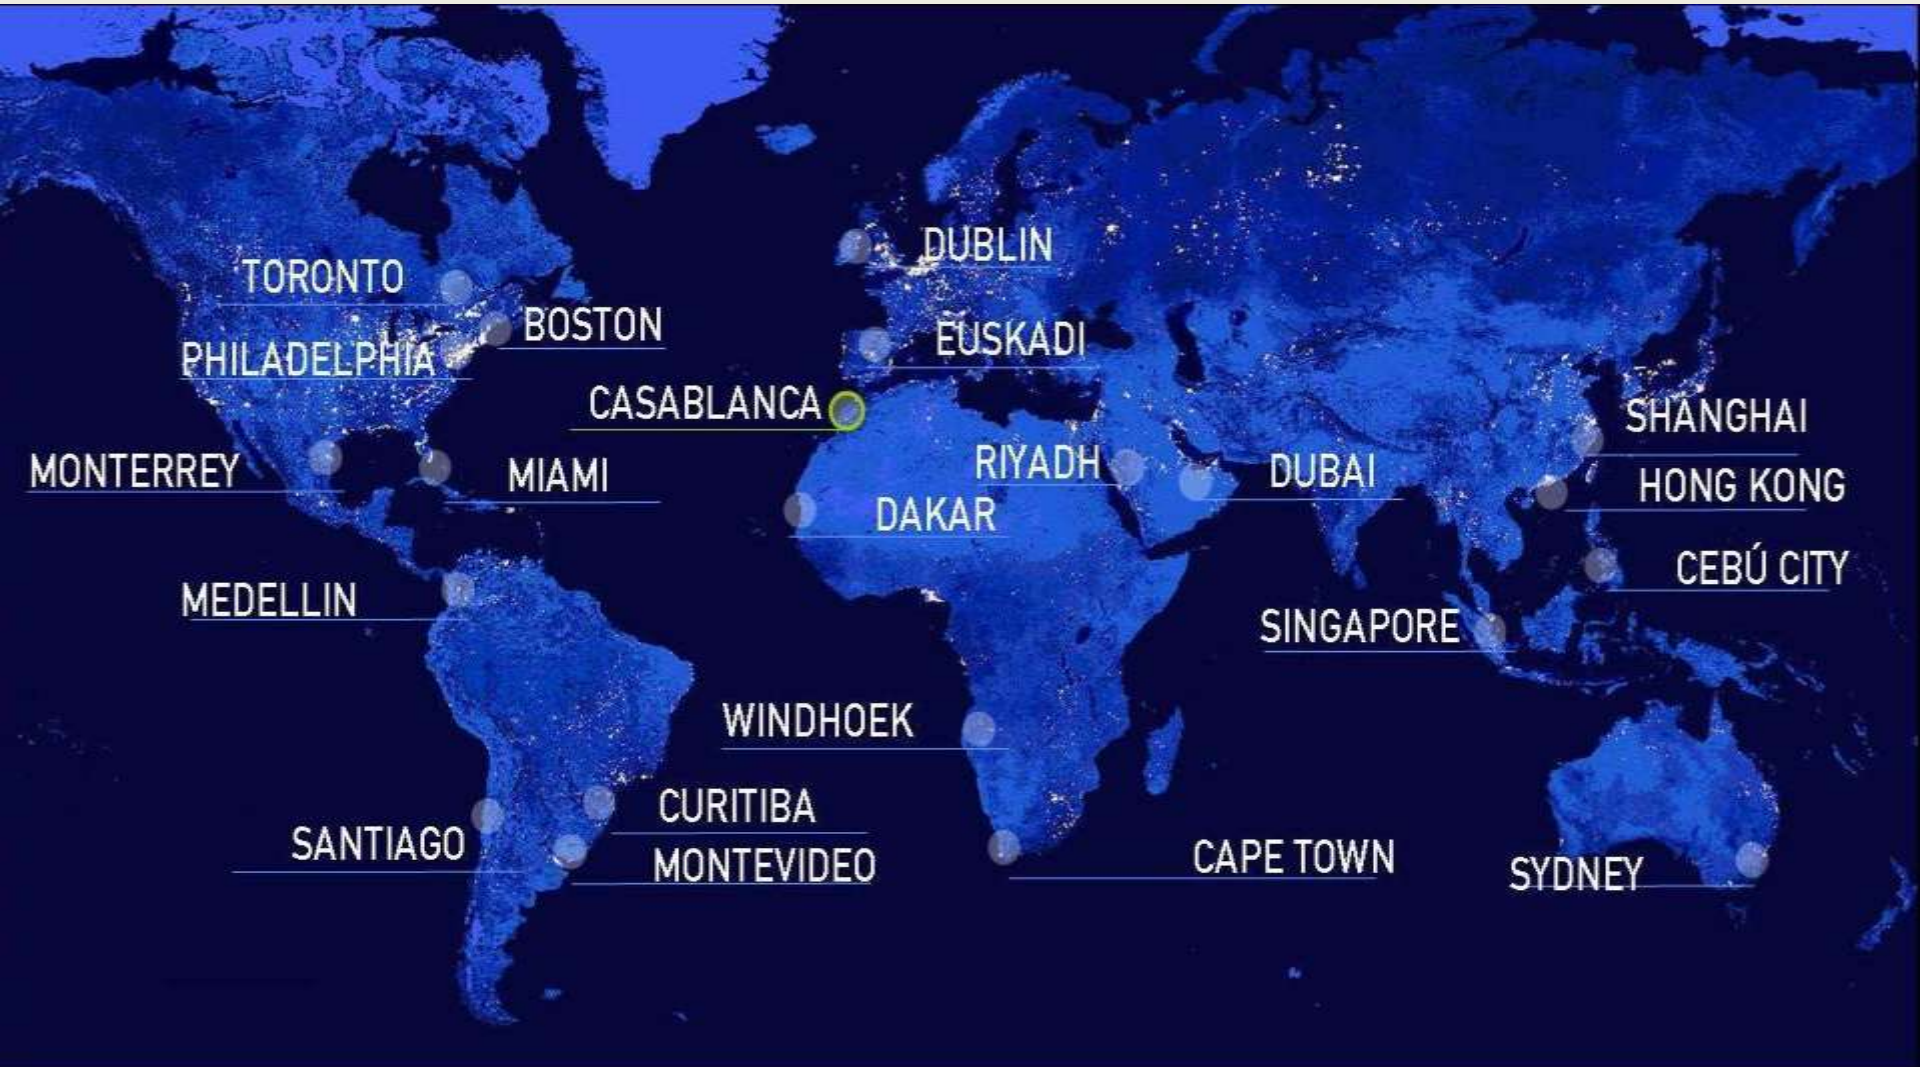 DUBLIN
TORONTO
BOSTON
EUSKADI
PHILADELPHIA
CASABLANCA
SHANGHAI
RIYADH
MONTERREY
DUBAI
MIAMI
HONG KONG
DAKAR
CEBÚ CITY
MEDELLIN
SINGAPORE
WINDHOEK
CURITIBA
SANTIAGO
CAPE TOWN
MONTEVIDEO
SYDNEY